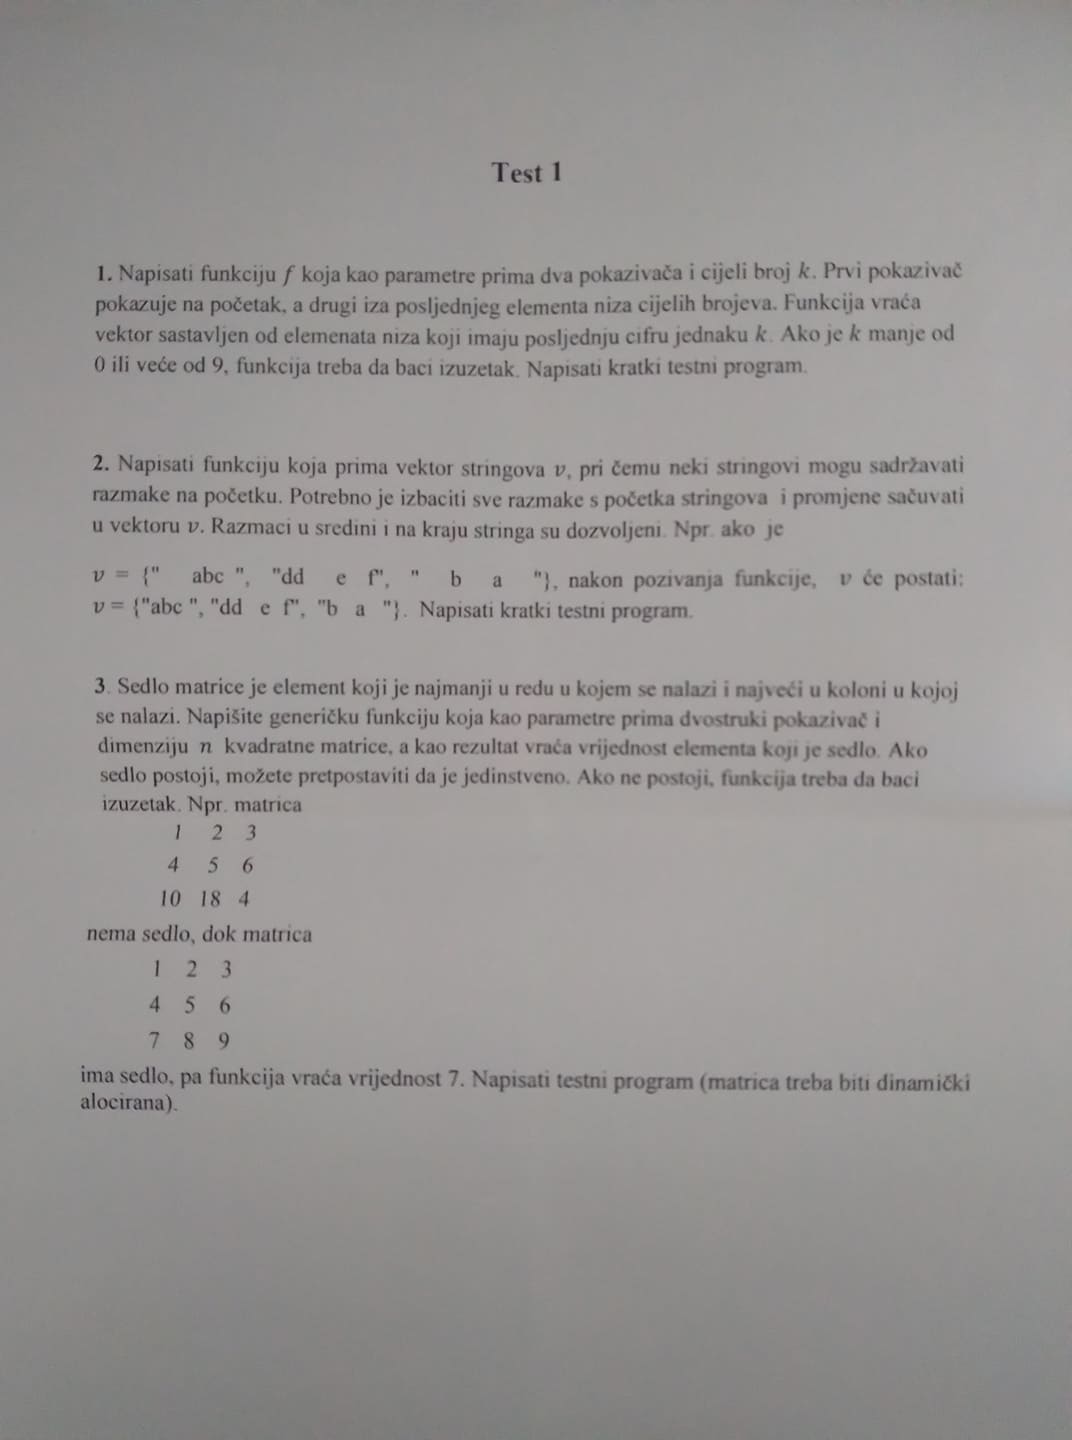 Test 1
1. Napisati funkciju f koja kao parametre prima dva pokazivača i cijeli broj k. Prvi pokazivač
pokazuje na početak, a drugi iza posljednjeg elementa niza cijelih brojeva. Funkcija vraća
vektor sastavljen od elemenata niza koji imaju posljednju cifru jednaku k. Ako je k manje od
0 ili veće od 9, funkcija treba da baci izuzetak. Napisati kratki testni program.
2. Napisati funkciju koja prima vektor stringova v, pri čemu neki stringovi mogu sadržavati
razmake na početku. Potrebno je izbaciti sve razmake s početka stringova i promjene sačuvati
u vektoru v. Razmaci u sredini i na kraju stringa su dozvoljeni. Npr. ako je
v = {"   abc ", "dd   e  f", "   b   a   "}, nakon pozivanja funkcije, v će postati:
v = {"abc ", "dd   e  f", "b   a   "}. Napisati kratki testni program.
3. Sedlo matrice je element koji je najmanji u redu u kojem se nalazi i najveći u koloni u kojoj
se nalazi. Napišite generičku funkciju koja kao parametre prima dvostruki pokazivač i
dimenziju n kvadratne matrice, a kao rezultat vraća vrijednost elementa koji je sedlo. Ako
sedlo postoji, možete pretpostaviti da je jedinstveno. Ako ne postoji, funkcija treba da baci
izuzetak. Npr. matrica
1 2 3
4 5 6
10 18 4
nema sedlo, dok matrica
1 2 3
4 5 6
7 8 9
ima sedlo, pa funkcija vraća vrijednost 7. Napisati testni program (matrica treba biti dinamički
alocirana).